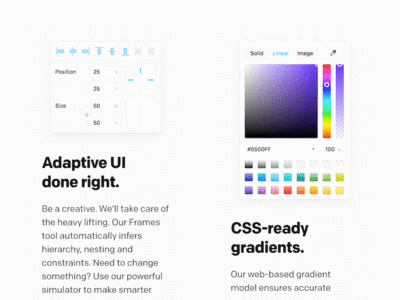 Position
25
25
Size
50
50
Adaptive UI
done right.
Be a creative. We'll take care of
the heavy lifting. Our Frames
tool automatically infers
hierarchy, nesting and
constraints. Need to change
something? Use our powerful
simulator to make smarter
Solid Linear Image
#5500FF 100
CSS-ready
gradients.
Our web-based gradient
model ensures accurate